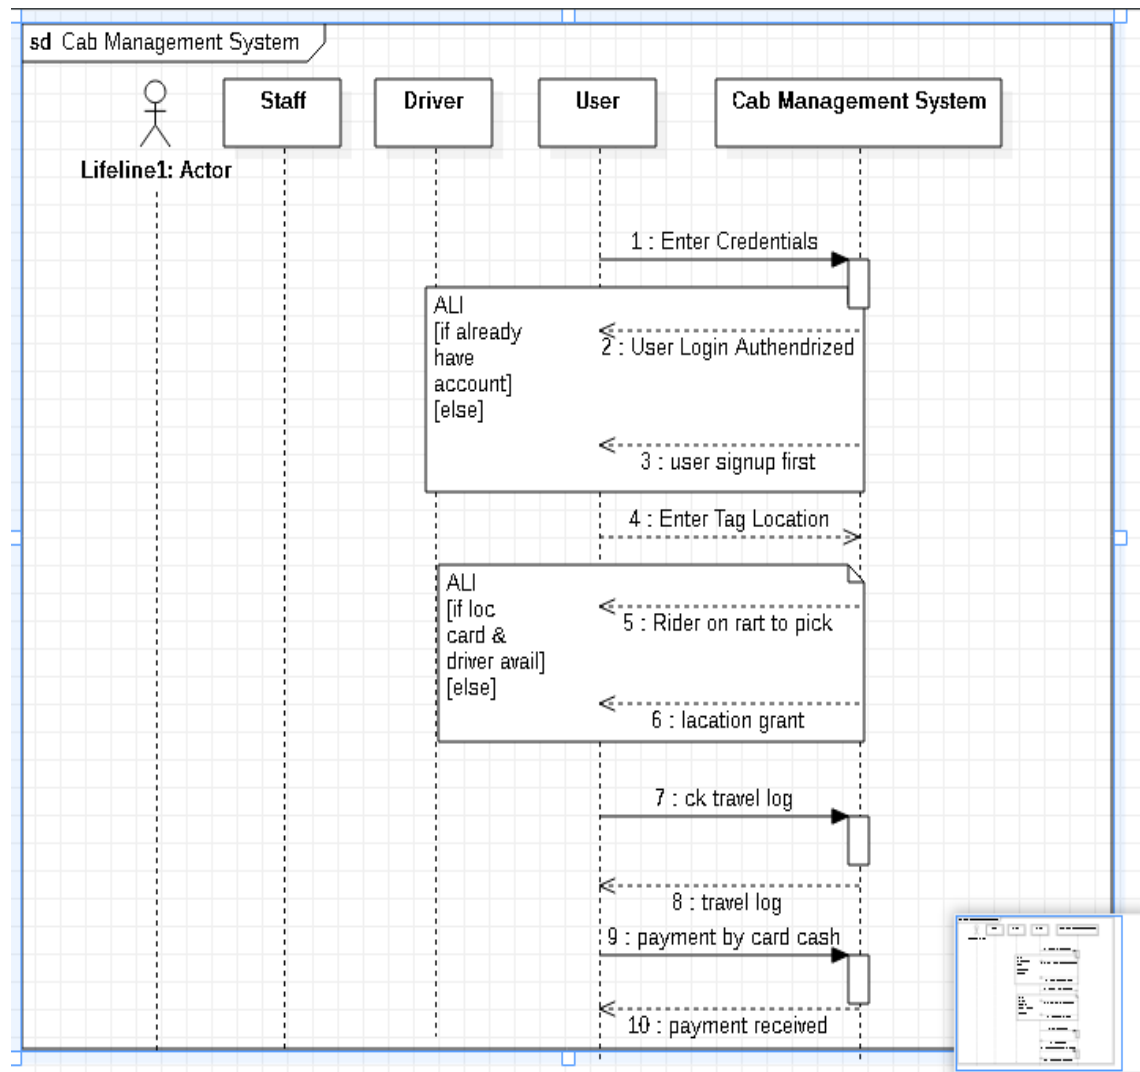 sd Cab Management System
Staff
Driver
User
Cab Management System
Lifeline1: Actor
1 : Enter Credentials
ALI
[if already
have
account]
[else]
2 : User Login Authendrized
3 : user signup first
4 : Enter Tag Location
ALI
[if loc
card &
driver avail]
[else]
5 : Rider on rart to pick
6 : lacation grant
7 : ck travel log
8 : travel log
9 : payment by card cash
10 : payment received